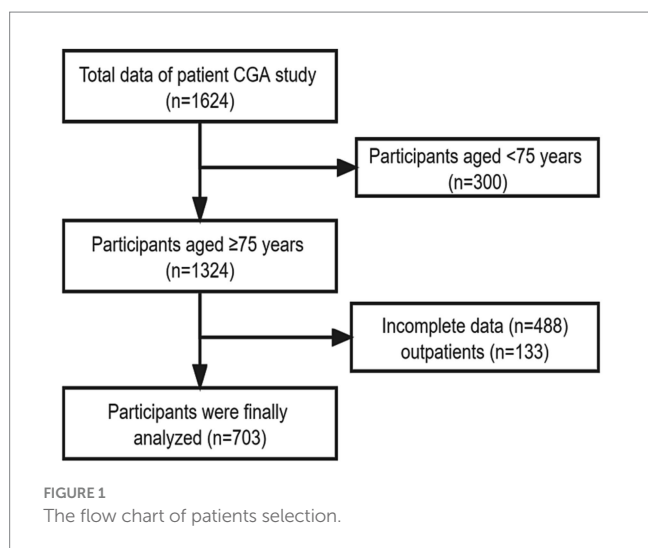 Total data of patient CGA study
(n=1624)
Participants aged <75 years
(n=300)
Participants aged ≥75 years
(n=1324)
Incomplete data (n=488)
outpatients (n=133)
Participants were finally
analyzed (n=703)
FIGURE 1
The flow chart of patients selection.